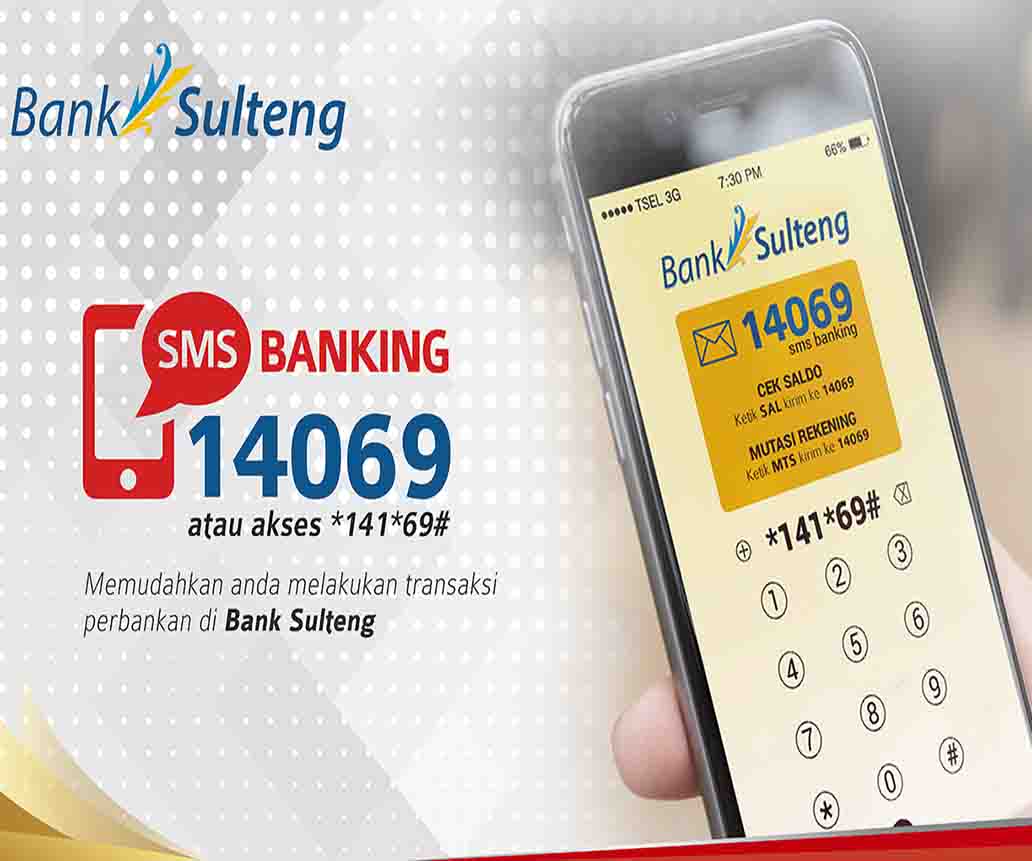 Bank Sulteng
SMS BANKING
14069
atau akses *141*69#
Memudahkan anda melakukan transaksi
perbankan di Bank Sulteng
TSEL 3G 7:30 PM 66%
Bank Sulteng
14069
sms banking
CEK SALDO
Ketik SAL kirim ke 14069
MUTASI REKENING
Ketik MTS kirim ke 14069
*141*69#
1 2 3
4 5 6
7 8 9
* 0 #